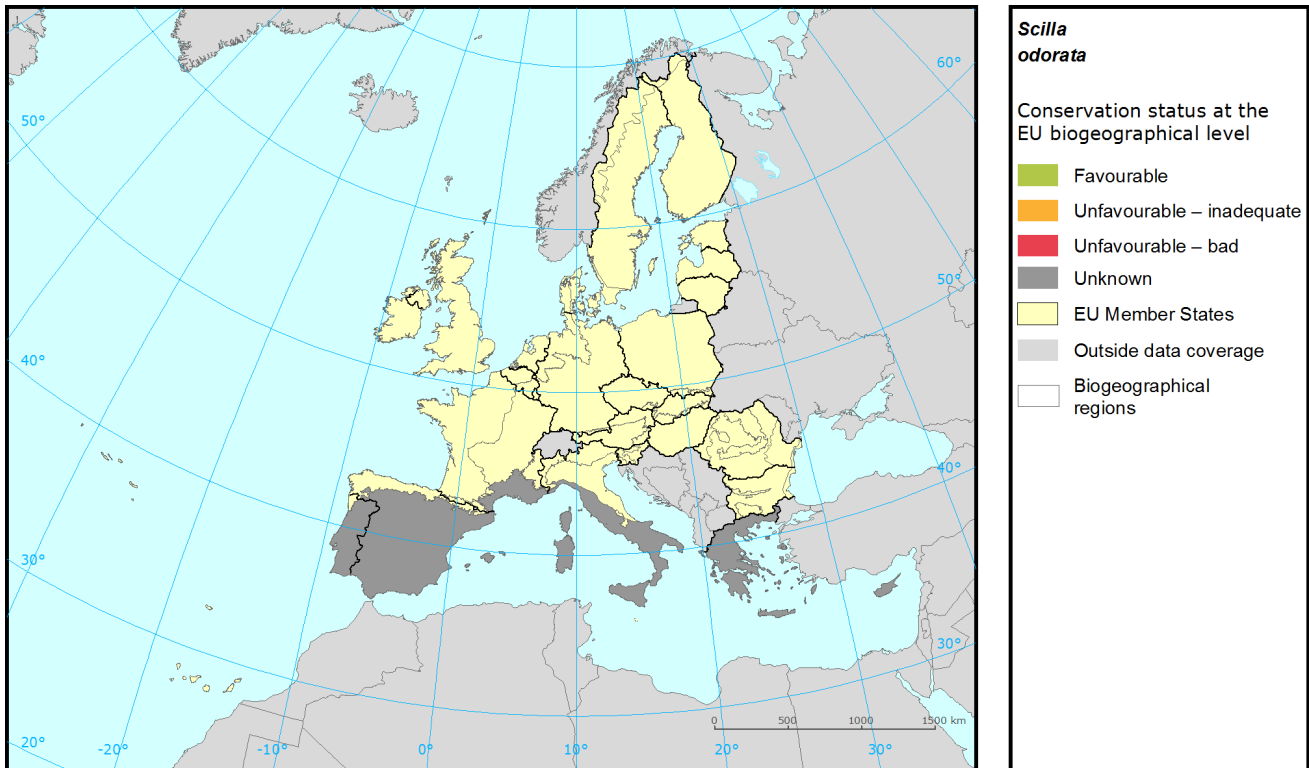 60°
50°
50°
40°
40°
30°
30°
20°
-20°
-10°
0°
10°
20°
30°
0
500
1000
1500 km
Scilla
odorata
Conservation status at the
EU biogeographical level
Favourable
Unfavourable – inadequate
Unfavourable – bad
Unknown
EU Member States
Outside data coverage
Biogeographical
regions